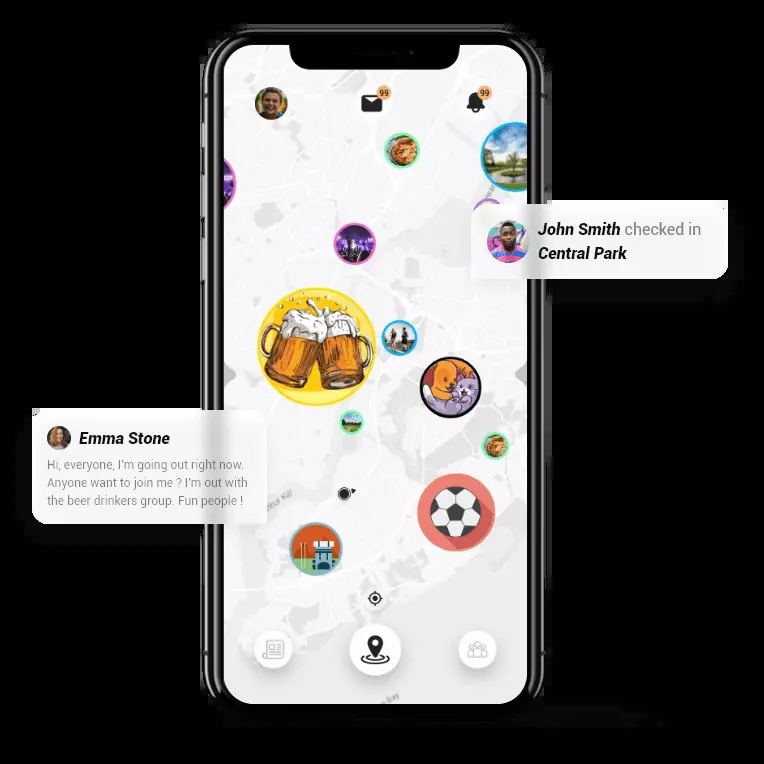 99
99
John Smith checked in
Central Park
Emma Stone
Hi, everyone, I'm going out right now.
Anyone want to join me ? I'm out with
the beer drinkers group. Fun people !
Bay